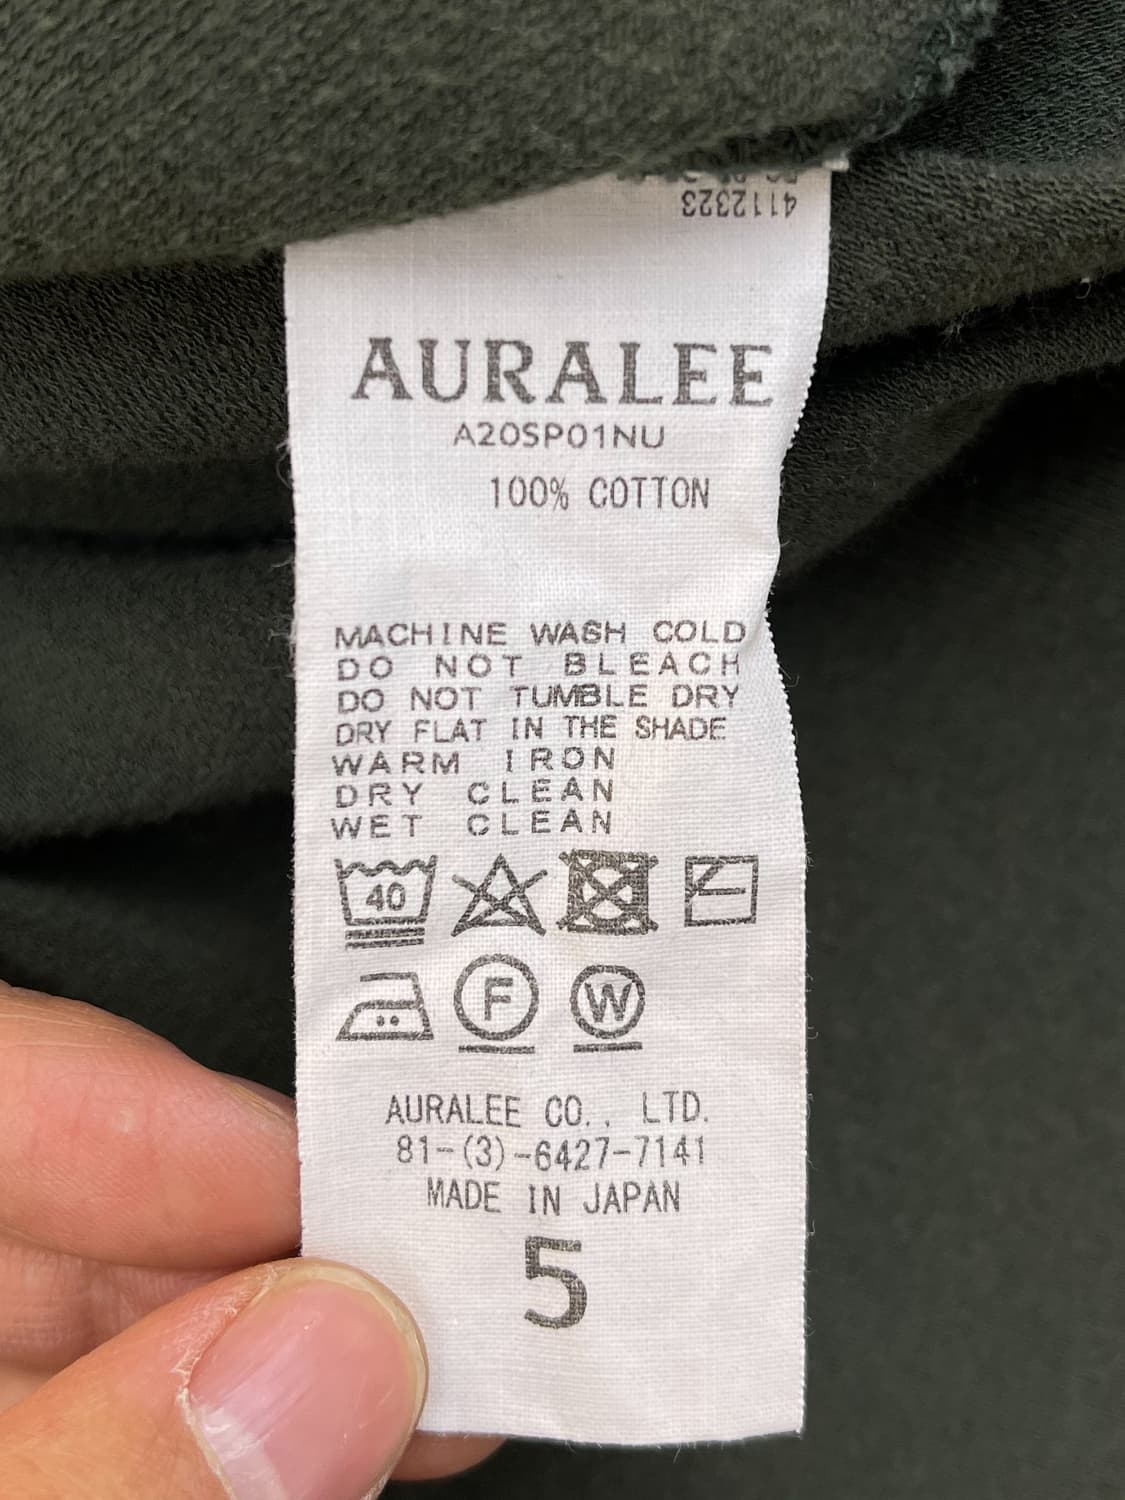 4112323
AURALEE
A20SP01NU
100% COTTON
MACHINE WASH COLD
DO NOT BLEACH
DO NOT TUMBLE DRY
DRY FLAT IN THE SHADE
WARM IRON
DRY CLEAN
WET CLEAN
40
F W
AURALEE CO., LTD.
81-(3)-6427-7141
MADE IN JAPAN
5